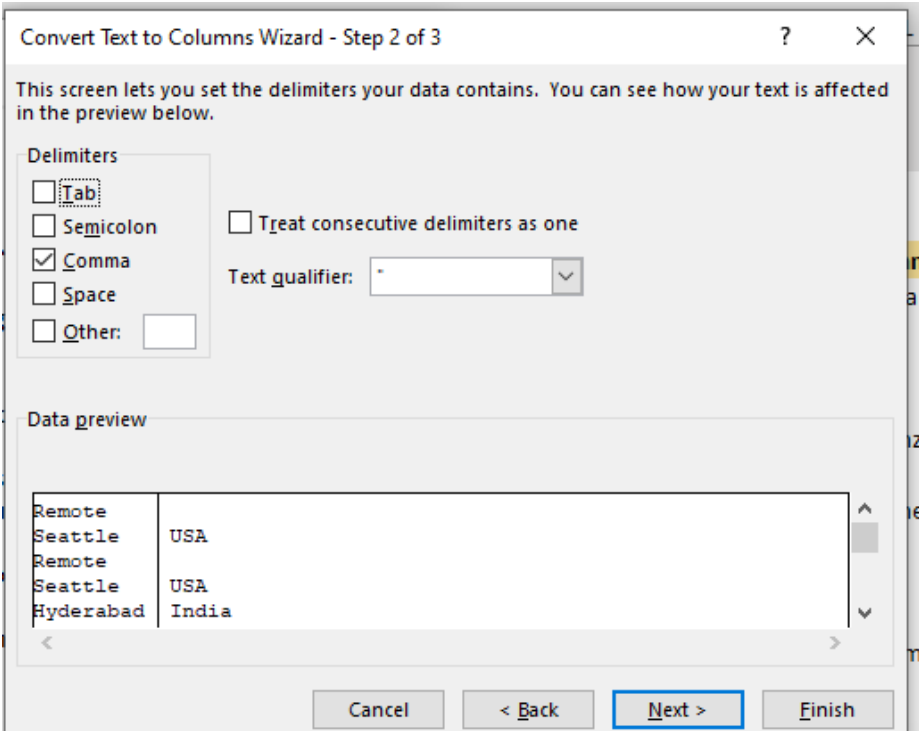 Convert Text to Columns Wizard - Step 2 of 3 ?
This screen lets you set the delimiters your data contains. You can see how your text is affected
in the preview below.
Delimiters
Tab
Semicolon
Comma
Space
Other:
Treat consecutive delimiters as one
Text qualifier: "
Data preview
Remote
Seattle USA
Remote
Seattle USA
Hyderabad India
Cancel < Back Next > Finish